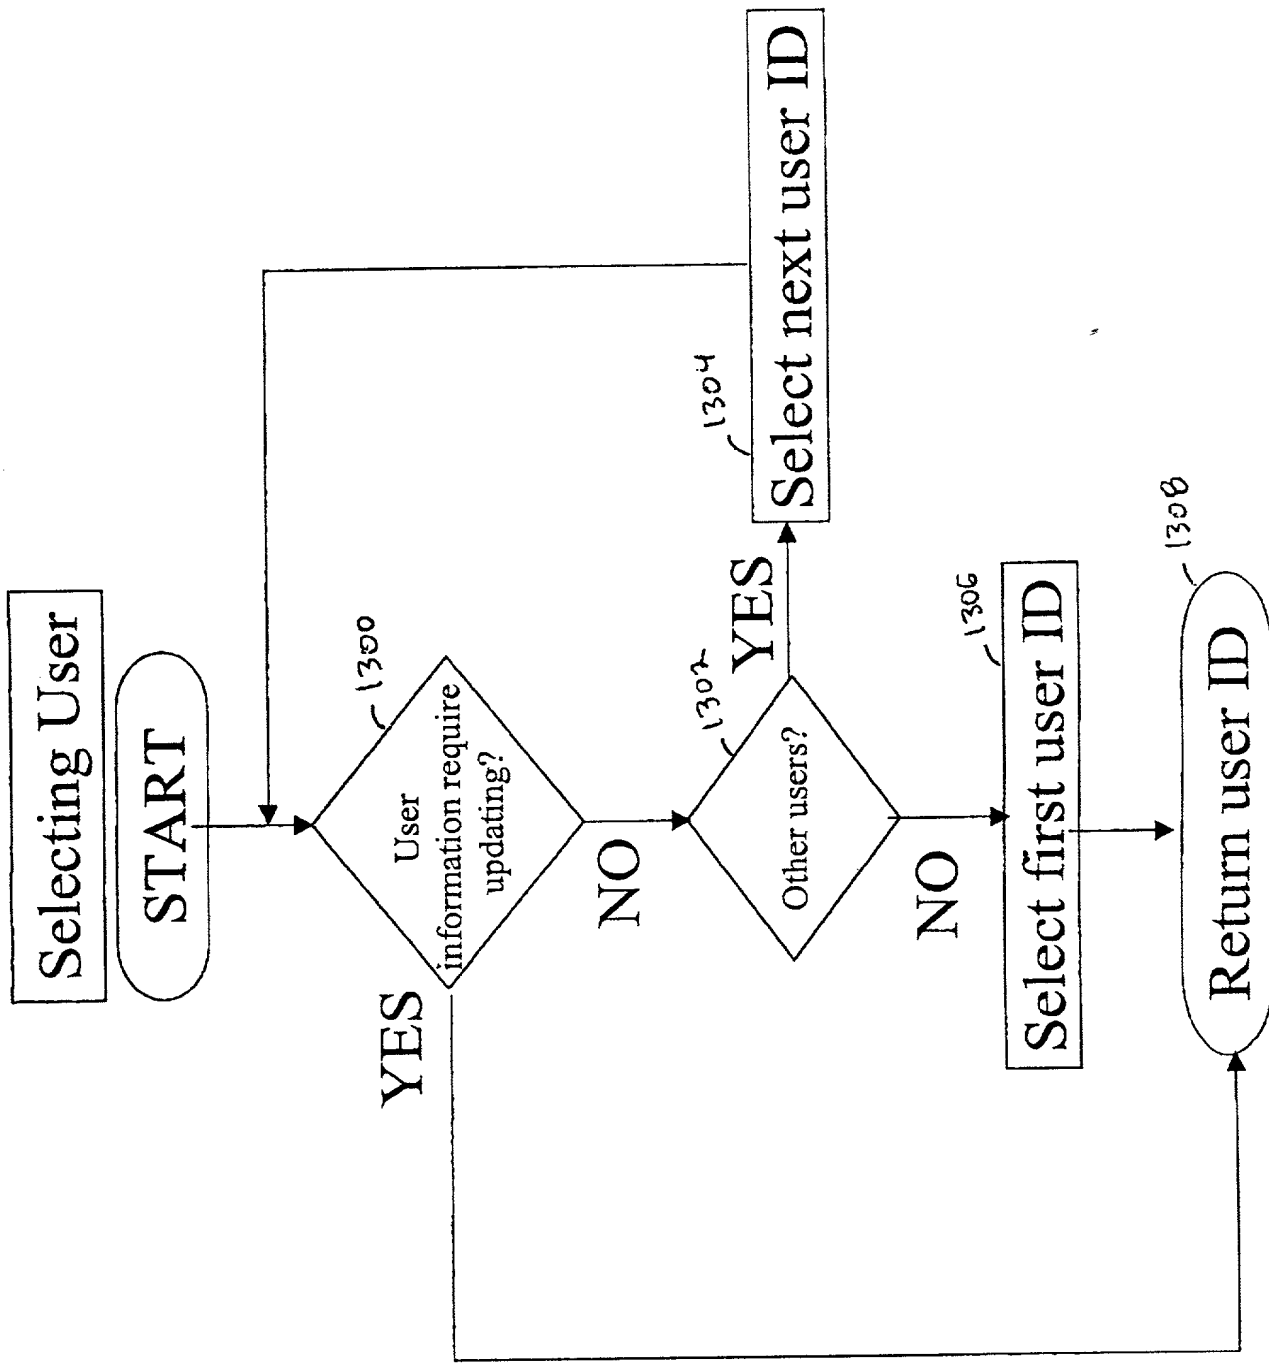 Selecting User
START
1300
User
information require
updating?
YES
NO
1302
Other users?
YES
1304
Select next user ID
NO
1306
Select first user ID
1308
Return user ID